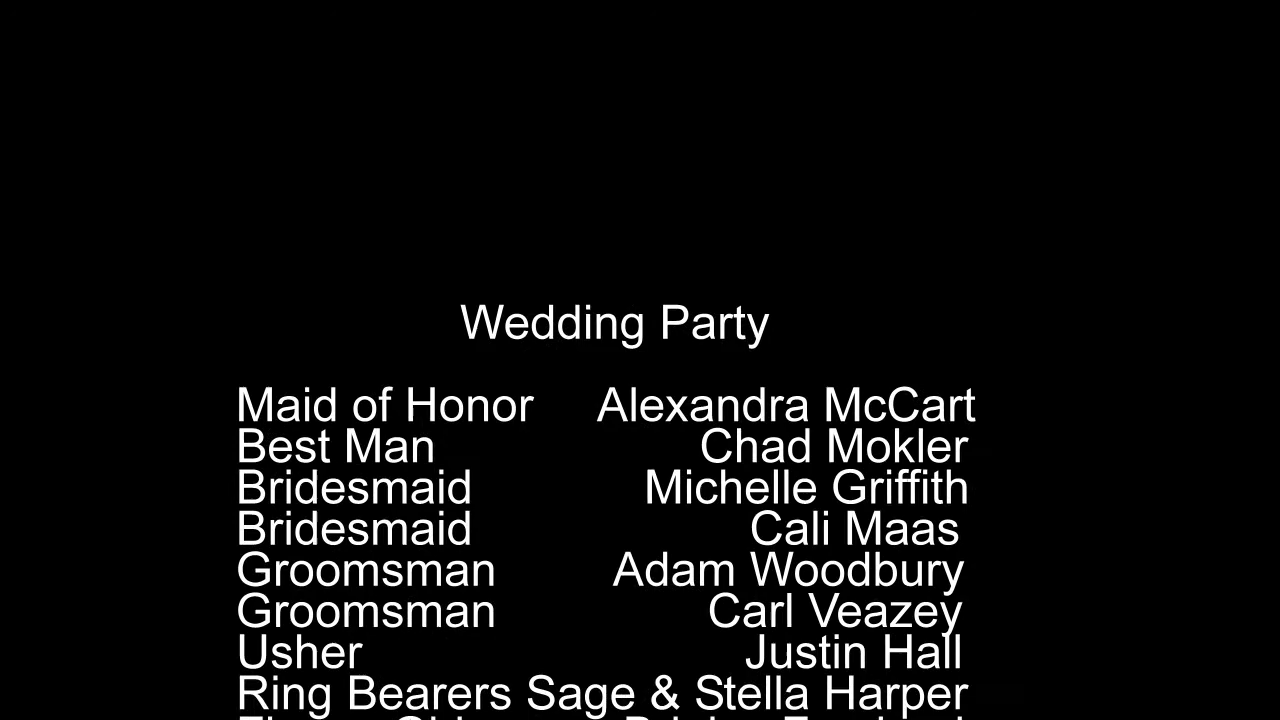 Wedding Party
Maid of Honor Alexandra McCart
Best Man Chad Mokler
Bridesmaid Michelle Griffith
Bridesmaid Cali Maas
Groomsman Adam Woodbury
Groomsman Carl Veazey
Usher Justin Hall
Ring Bearers Sage & Stella Harper